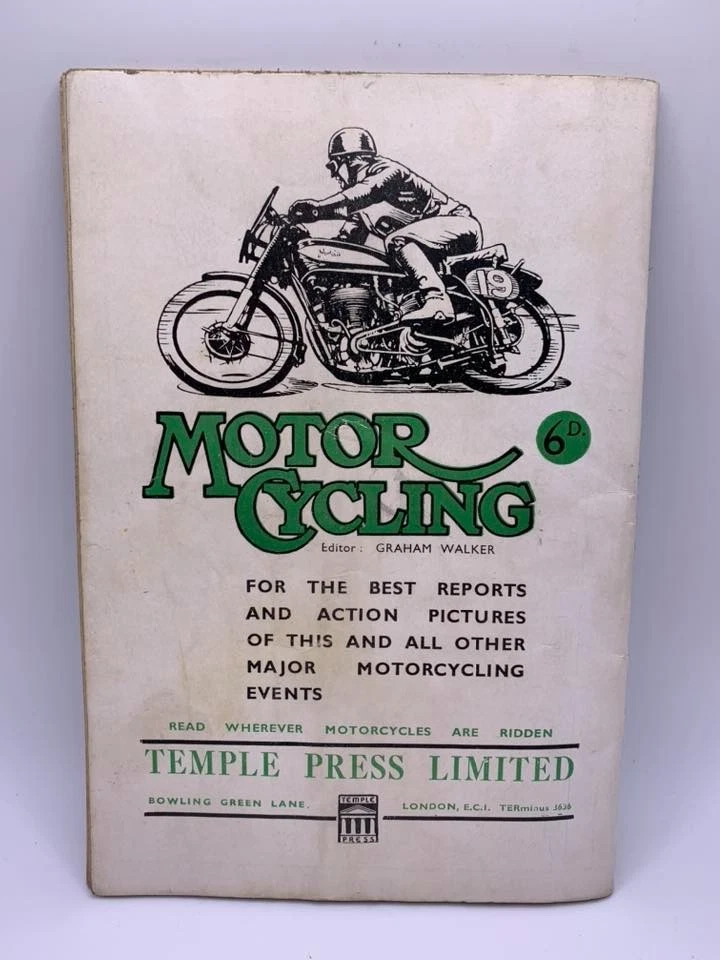 Norton
19
MOTOR
CYCLING
6D.
Editor: GRAHAM WALKER
FOR THE BEST REPORTS
AND ACTION PICTURES
OF THIS AND ALL OTHER
MAJOR MOTORCYCLING
EVENTS
READ WHEREVER MOTORCYCLES ARE RIDDEN
TEMPLE PRESS LIMITED
BOWLING GREEN LANE.
LONDON, E.C.1. TERminus 3636
TEMPLE
PRESS